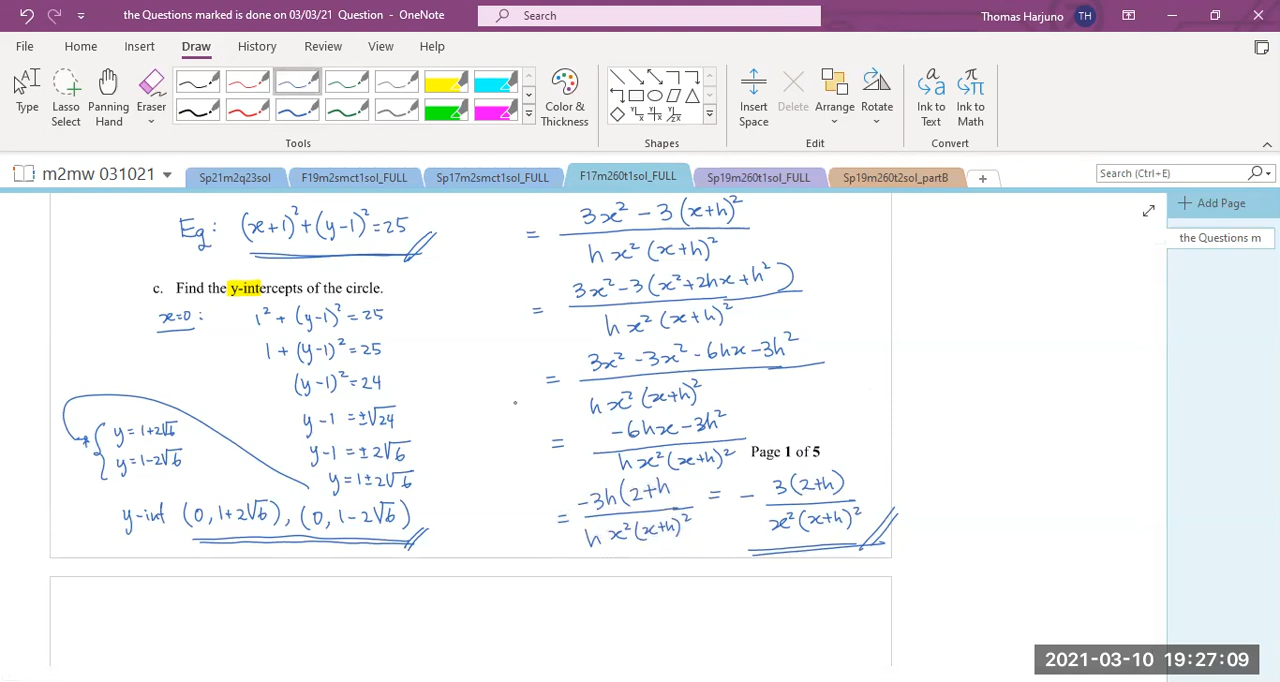 the Questions marked is done on 03/03/21 Question - OneNote
Search
Thomas Harjuno TH
File Home Insert Draw History Review View Help
Type
Lasso Select
Panning Hand
Eraser
Color & Thickness
Insert Space
Delete
Arrange
Rotate
Ink to Text
Ink to Math
Tools
Shapes
Edit
Convert
m2mw 031021
Sp21m2q23sol
F19m2smct1sol_FULL
Sp17m2smct1sol_FULL
F17m260t1sol_FULL
Sp19m260t1sol_FULL
Sp19m260t2sol_partB
Search (Ctrl+E)
Add Page
the Questions m
Eq: (x+1)²+(y-1)²=25
c. Find the y-intercepts of the circle.
x=0: 1² + (y-1)² = 25
1 + (y-1)² = 25
(y-1)² = 24
y-1 = ±√24
y-1 = ±2√6
y = 1±2√6
y = 1+2√6
y = 1-2√6
y-int (0, 1+2√6), (0, 1-2√6)
= 3x² - 3(x+h)² / hx²(x+h)²
= 3x² - 3(x²+2hx+h²) / hx²(x+h)²
= 3x² - 3x² - 6hx - 3h² / hx²(x+h)²
= -6hx - 3h² / hx²(x+h)²
= -3h(2+h / hx²(x+h)² = - 3(2+h) / x²(x+h)²
Page 1 of 5
2021-03-10 19:27:09